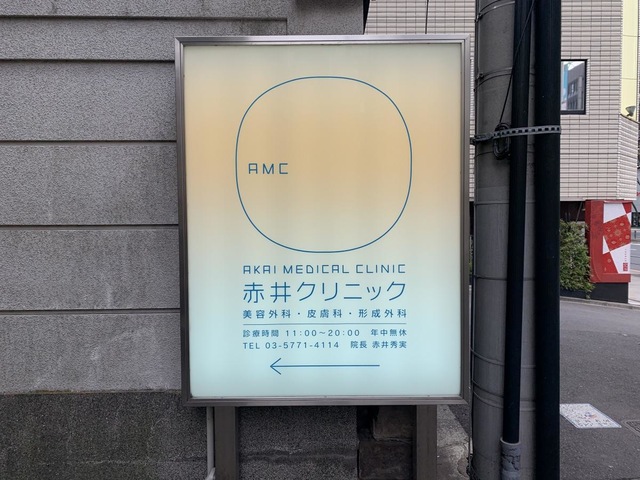 AMC
AKAI MEDICAL CLINIC
赤井クリニック
美容外科・皮膚科・形成外科
診療時間 11:00〜20:00 年中無休
TEL 03-5771-4114 院長 赤井秀実